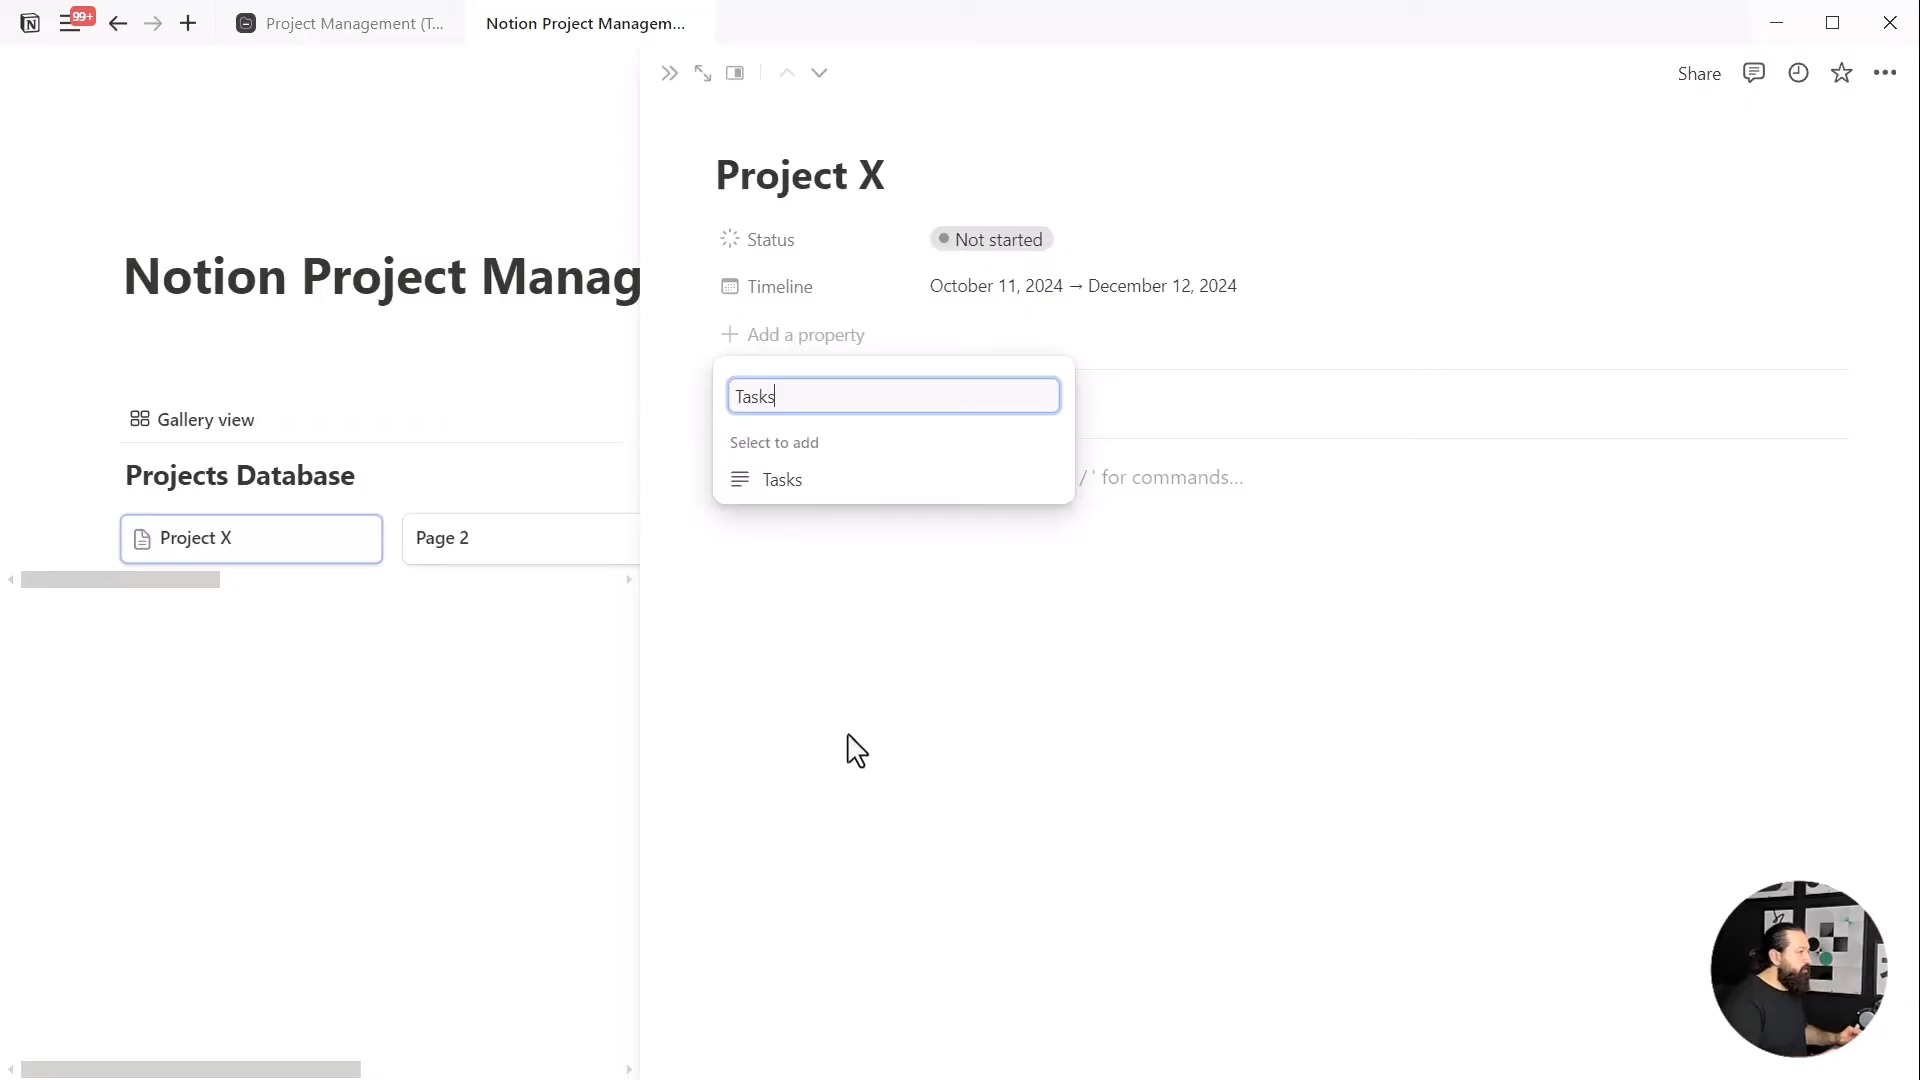 99+
Project Management (T...
Notion Project Managem...
Share
Notion Project Manag
Gallery view
Projects Database
Project X
Page 2
Project X
Status
Not started
Timeline
October 11, 2024 → December 12, 2024
Add a property
Tasks
Select to add
Tasks
/ ' for commands...